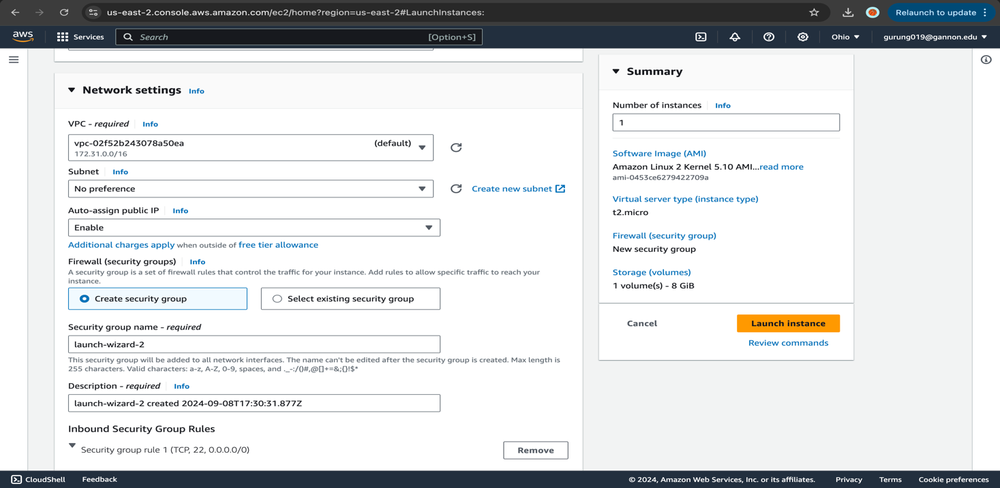 us-east-2.console.aws.amazon.com/ec2/home?region=us-east-2#LaunchInstances:
Relaunch to update
aws
Services
Search
[Option+S]
Ohio
gurung019@gannon.edu
Network settings Info
VPC - required Info
vpc-02f52b243078a50ea (default)
172.31.0.0/16
Subnet Info
No preference
Create new subnet
Auto-assign public IP Info
Enable
Additional charges apply when outside of free tier allowance
Firewall (security groups) Info
A security group is a set of firewall rules that control the traffic for your instance. Add rules to allow specific traffic to reach your
instance.
Create security group
Select existing security group
Security group name - required
launch-wizard-2
This security group will be added to all network interfaces. The name can't be edited after the security group is created. Max length is
255 characters. Valid characters: a-z, A-Z, 0-9, spaces, and ._-:/()#,@[]+=&;{}!$*
Description - required Info
launch-wizard-2 created 2024-09-08T17:30:31.877Z
Inbound Security Group Rules
Security group rule 1 (TCP, 22, 0.0.0.0/0)
Remove
Summary
Number of instances Info
1
Software Image (AMI)
Amazon Linux 2 Kernel 5.10 AMI...read more
ami-0453ce6279422709a
Virtual server type (instance type)
t2.micro
Firewall (security group)
New security group
Storage (volumes)
1 volume(s) - 8 GiB
Cancel
Launch instance
Review commands
CloudShell
Feedback
© 2024, Amazon Web Services, Inc. or its affiliates.
Privacy
Terms
Cookie preferences